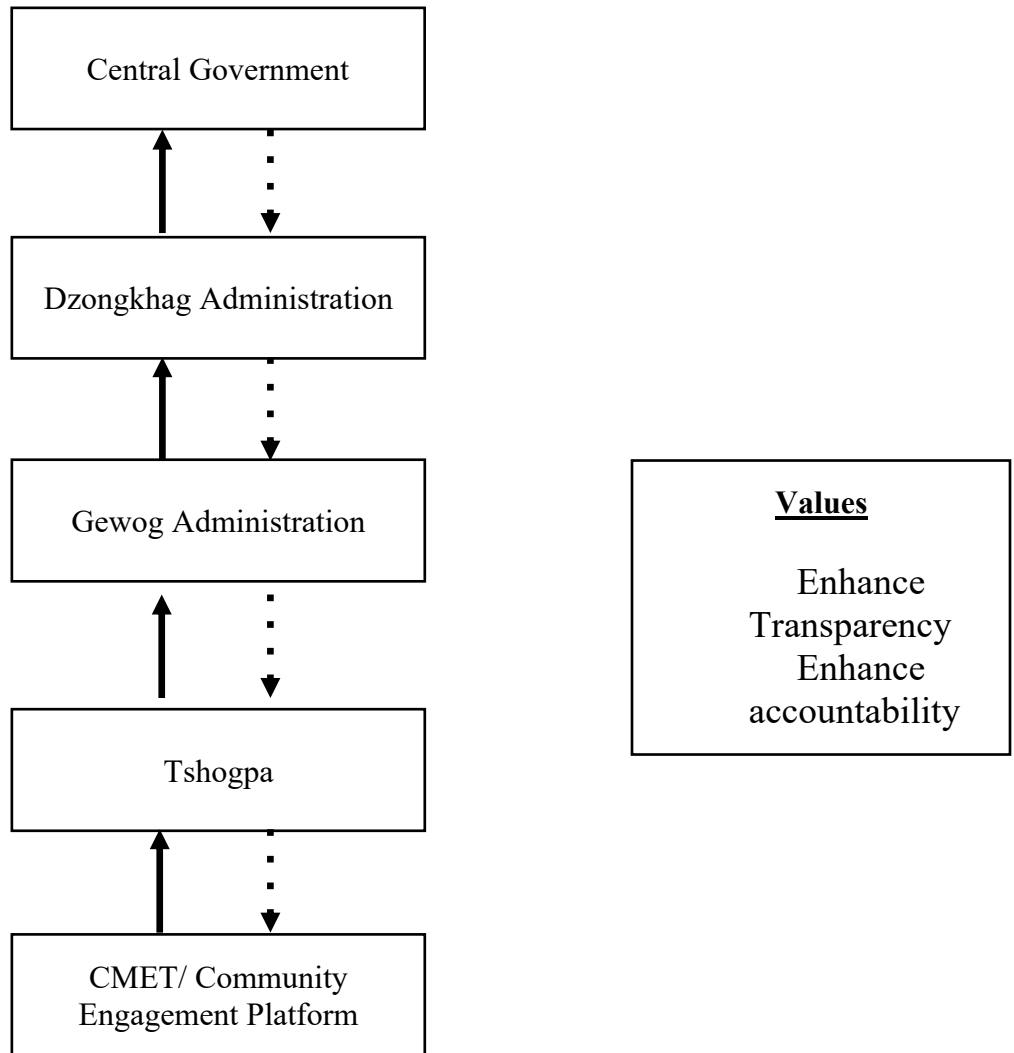 Central Government
Dzongkhag Administration
Gewog Administration
Values
Enhance
Transparency
Enhance
accountability
Tshogpa
CMET/ Community
Engagement Platform